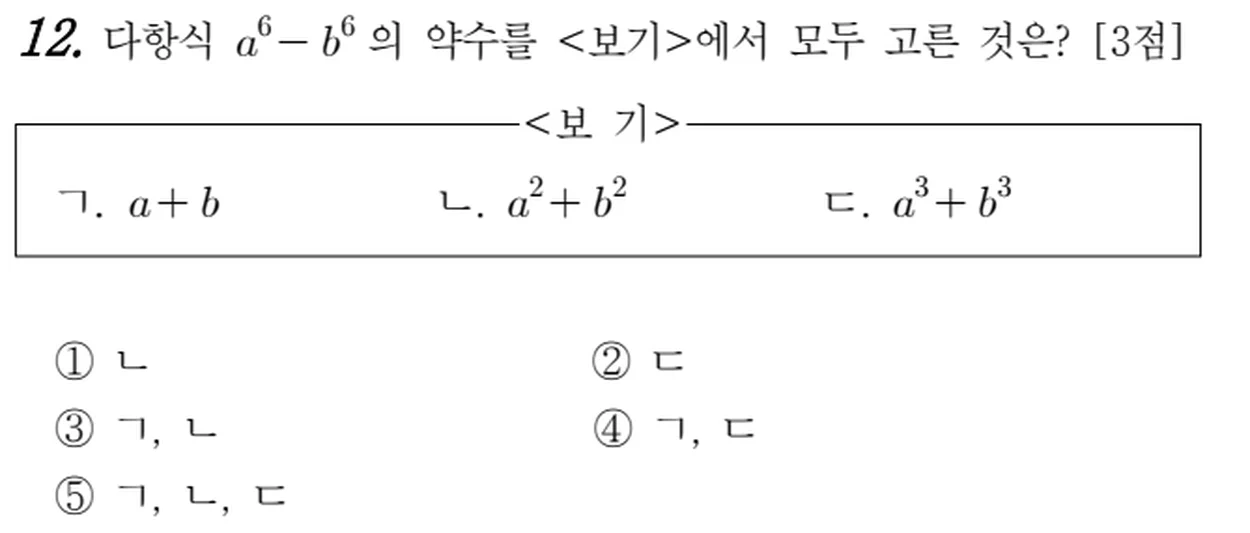 12. 다항식 a⁶ − b⁶ 의 약수를 <보기>에서 모두 고른 것은? [3점]
<보 기>
ㄱ. a + b ㄴ. a² + b² ㄷ. a³ + b³
① ㄴ ② ㄷ
③ ㄱ, ㄴ ④ ㄱ, ㄷ
⑤ ㄱ, ㄴ, ㄷ